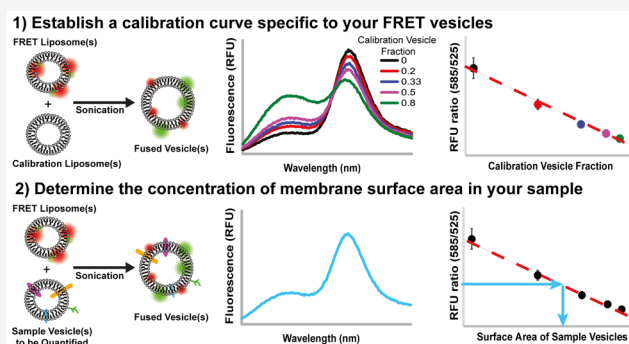 1) Establish a calibration curve specific to your FRET vesicles
FRET Liposome(s)
+
Sonication
Calibration Liposome(s)
Fused Vesicle(s)
Fluorescence (RFU)
Wavelength (nm)
Calibration Vesicle
Fraction
0
0.2
0.33
0.5
0.8
RFU ratio (585/525)
Calibration Vesicle Fraction
2) Determine the concentration of membrane surface area in your sample
FRET Liposome(s)
+
Sonication
Sample Vesicle(s)
to be Quantified
Fused Vesicle(s)
Fluorescence (RFU)
Wavelength (nm)
RFU ratio (585/525)
Surface Area of Sample Vesicles